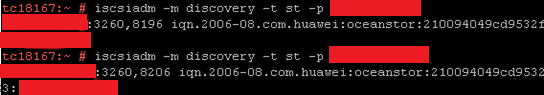 tc18167:~ # iscsiadm -m discovery -t st -p
:3260,8196 iqn.2006-08.com.huawei:oceanstor:210094049cd9532f
tc18167:~ # iscsiadm -m discovery -t st -p
:3260,8206 iqn.2006-08.com.huawei:oceanstor:210094049cd9532
3: